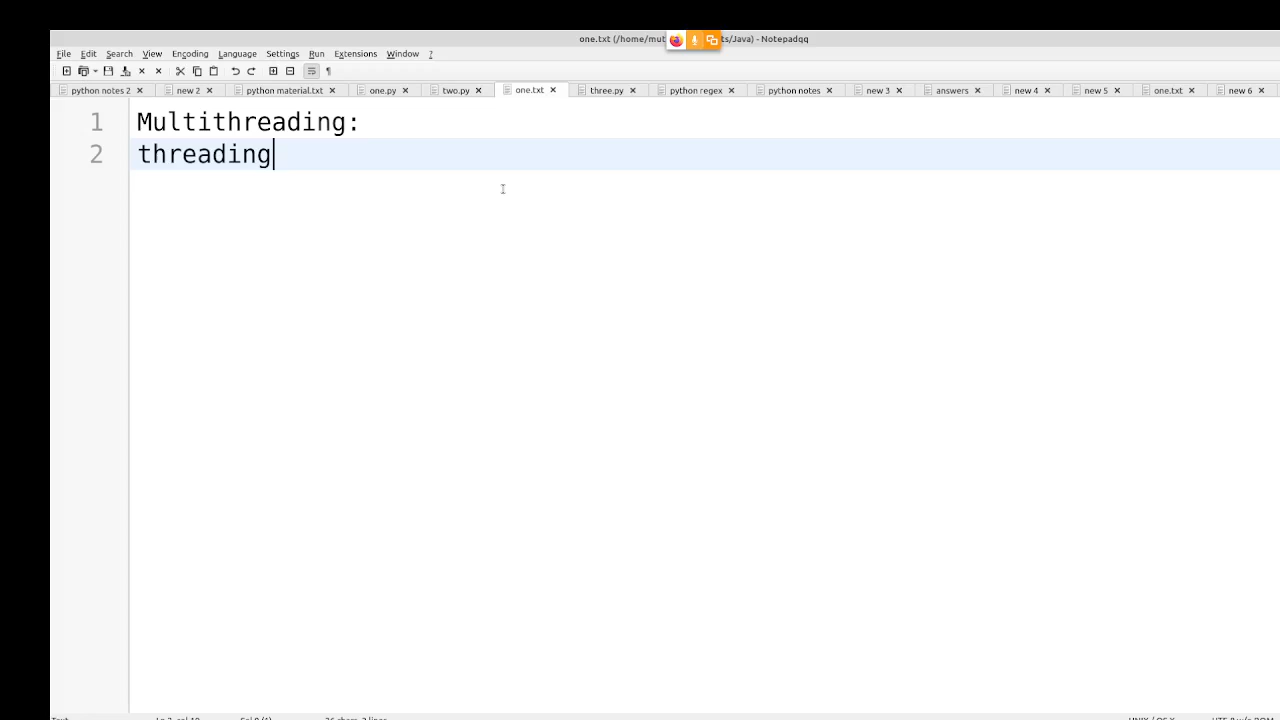 one.txt (/home/mut ts/Java) - Notepadqq
File Edit Search View Encoding Language Settings Run Extensions Window ?
python notes 2 new 2 python material.txt one.py two.py one.txt three.py python regex python notes new 3 answers new 4 new 5 one.txt new 6
1 Multithreading:
2 threading